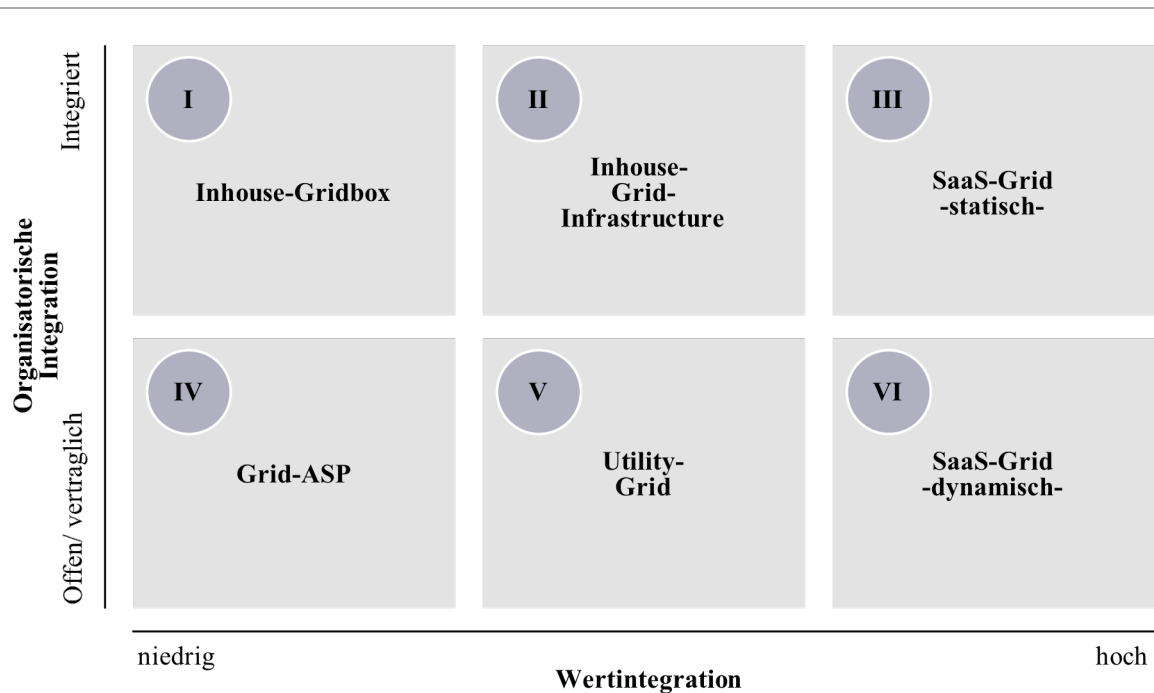 Organisatorische
Integration
Integriert
I
Inhouse-Gridbox
II
Inhouse-
Grid-
Infrastructure
III
SaaS-Grid
-statisch-
Offen/ vertraglich
IV
Grid-ASP
V
Utility-
Grid
VI
SaaS-Grid
-dynamisch-
niedrig
hoch
Wertintegration